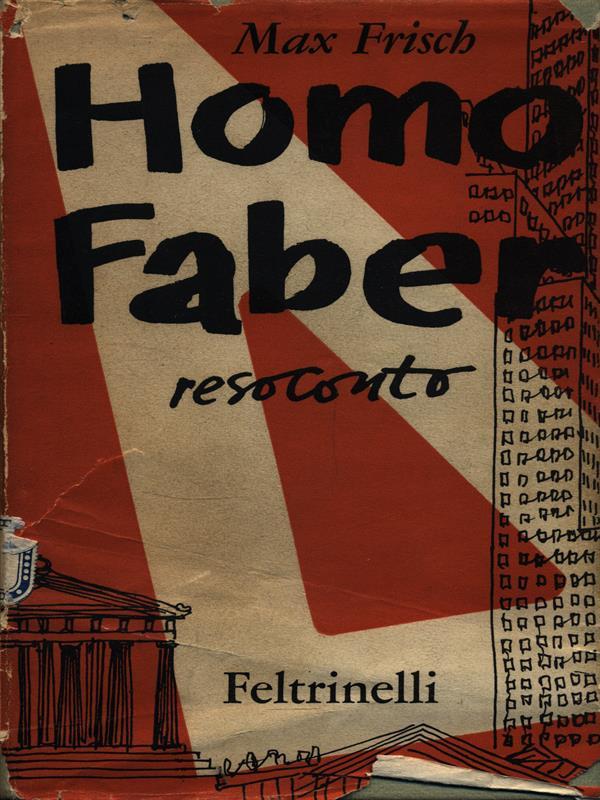 Max Frisch
Homo
Faber
resoconto
Feltrinelli